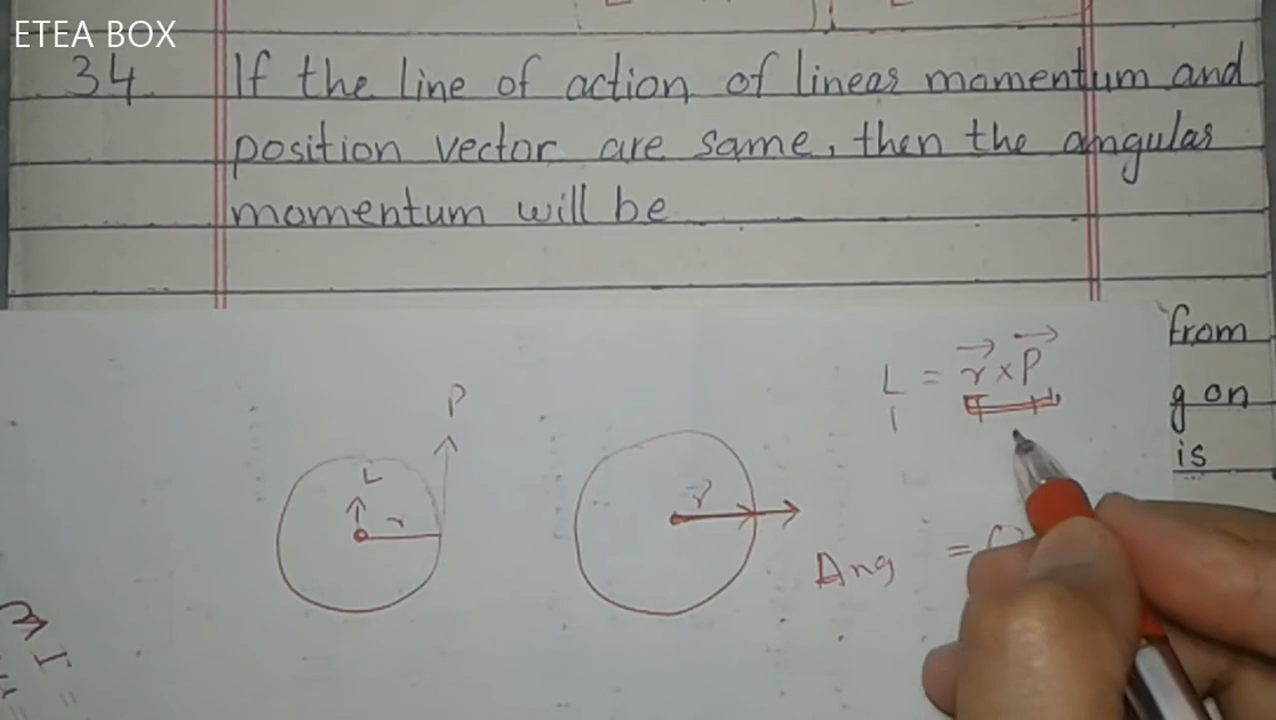 ETEA BOX
34. If the line of action of linear momentum and
position vector are same, then the angular
momentum will be
from
g on
is
P
L
r
r
L = r × P
Ang =